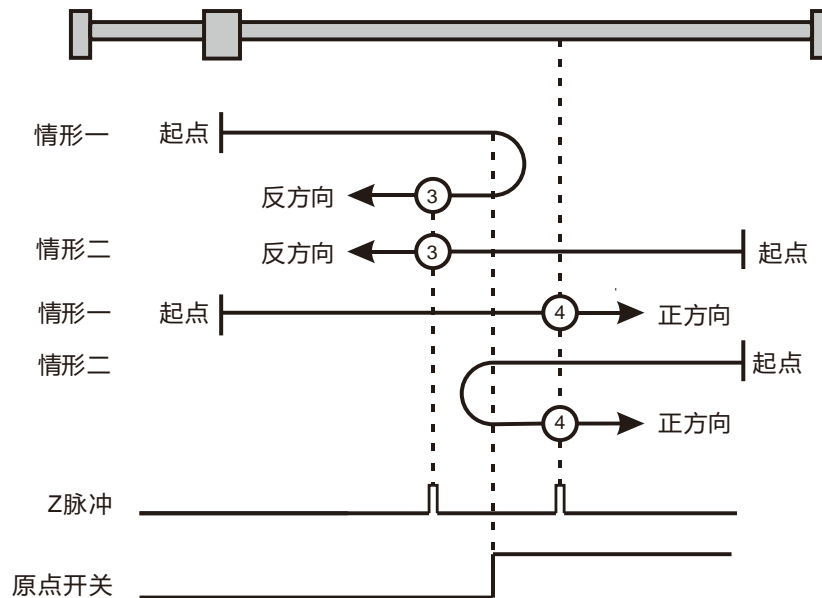 情形一 起点
反方向 3
情形二 反方向 3 起点
情形一 起点 4 正方向
情形二 起点
4 正方向
Z脉冲
原点开关